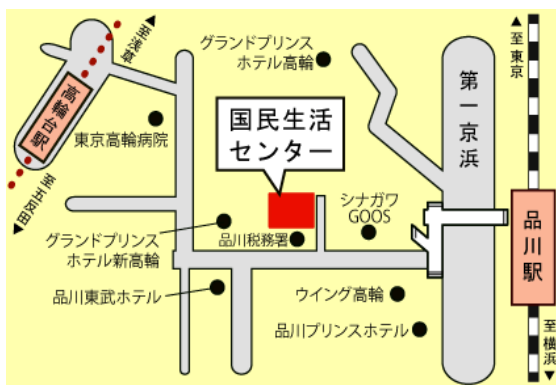 ▲至浅草
高輪台駅
▼至五反田
グランドプリンス
ホテル高輪
東京高輪病院
国民生活
センター
第一京浜
▲至東京
品川駅
至横浜▼
シナガワ
GOOS
グランドプリンス
ホテル新高輪
品川税務署
品川東武ホテル
ウイング高輪
品川プリンスホテル